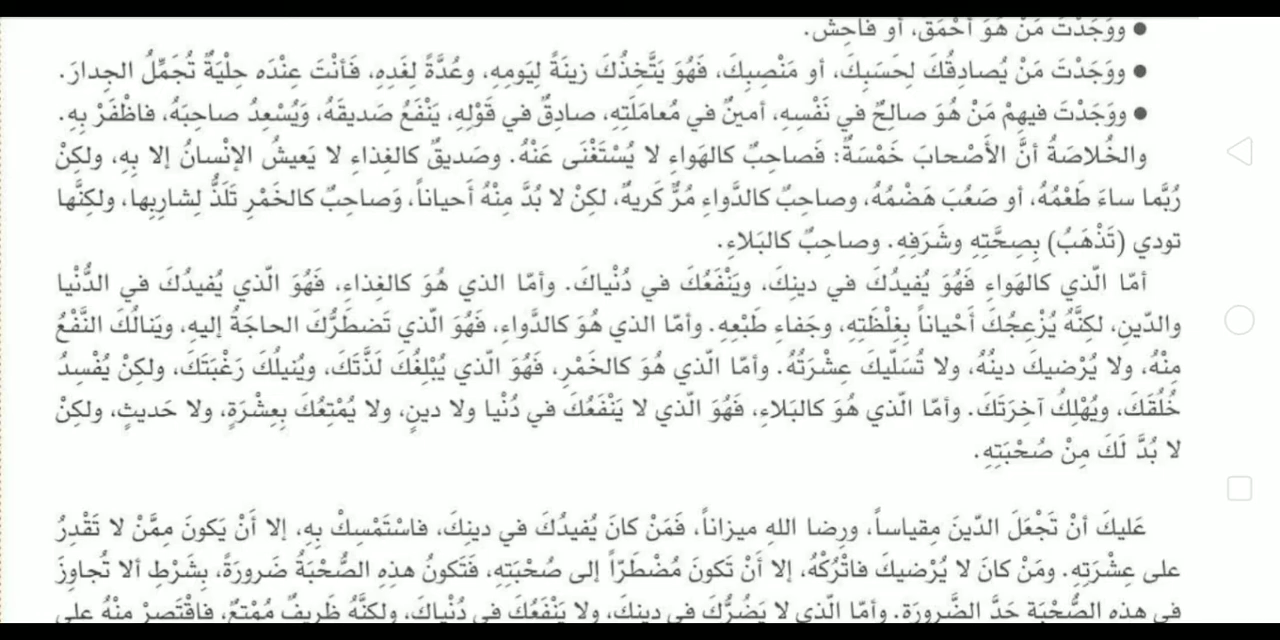 • ووَجَدْتَ مَنْ هُوَ أَحْمَقُ، أو فاحِش.
• ووَجَدْتَ مَنْ يُصادِقُكَ لِحَسَبِكَ، أو مَنْصِبِكَ، فَهُوَ يَتَّخِذُكَ زينَةً لِيَومِهِ، وعُدَّةً لِغَدِهِ، فَأَنْتَ عِنْدَه حِلْيَةٌ تُجَمِّلُ الجِدارَ.
• ووَجَدْتَ فيهِمْ مَنْ هُوَ صالِحٌ في نَفْسِهِ، أمينٌ في مُعامَلَتِهِ، صادِقٌ في قَوْلِهِ، يَنْفَعُ صَديقَهُ، وَيُسْعِدُ صاحِبَهُ، فاظْفَرْ بِهِ.
والخُلاصَةُ أنَّ الأَصْحابَ خَمْسَةٌ: فَصاحِبٌ كالهَواءِ لا يُسْتَغْنَى عَنْهُ. وصَديقٌ كالغِذاءِ لا يَعيشُ الإنْسانُ إلا بِهِ، ولكِنْ
رُبَّما ساءَ طَعْمُهُ، أو صَعُبَ هَضْمُهُ، وصاحِبٌ كالدَّواءِ مُرٌّ كَريهٌ، لكِنْ لا بُدَّ مِنْهُ أَحياناً، وَصاحِبٌ كالخَمْرِ تَلَذُّ لِشارِبِها، ولكِنَّها
تودي (تَذْهَبُ) بِصِحَّتِهِ وشَرَفِهِ. وصاحِبٌ كالبَلاءِ.
أمّا الّذي كالهَواءِ فَهُوَ يُفيدُكَ في دينِكَ، ويَنْفَعُكَ في دُنْياكَ. وأمّا الذي هُوَ كالغِذاءِ، فَهُوَ الّذي يُفيدُكَ في الدُّنْيا
والدّينِ، لكِنَّهُ يُزْعِجُكَ أَحْياناً بِغِلْظَتِهِ، وجَفاءِ طَبْعِهِ. وأمّا الذي هُوَ كالدَّواءِ، فَهُوَ الّذي تَضطَرُّكَ الحاجَةُ إليهِ، ويَنالُكَ النَّفْعُ
مِنْهُ، ولا يُرْضيكَ دينُهُ، ولا تُسَلّيكَ عِشْرَتُهُ. وأمّا الّذي هُوَ كالخَمْرِ، فَهُوَ الّذي يُبْلِغُكَ لَذَّتَكَ، ويُنيلُكَ رَغْبَتَكَ، ولكِنْ يُفْسِدُ
خُلُقَكَ، ويُهْلِكُ آخِرَتَكَ. وأمّا الّذي هُوَ كالبَلاءِ، فَهُوَ الّذي لا يَنْفَعُكَ في دُنْيا ولا دينٍ، ولا يُمْتِعُكَ بِعِشْرَةٍ، ولا حَديثٍ، ولكِنْ
لا بُدَّ لَكَ مِنْ صُحْبَتِهِ.
عَليكَ أنْ تَجْعَلَ الدّينَ مِقياساً، ورِضا اللهِ ميزاناً، فَمَنْ كانَ يُفيدُكَ في دينِكَ، فاسْتَمْسِكْ بِهِ، إلا أَنْ يَكونَ مِمَّنْ لا تَقْدِرُ
على عِشْرَتِهِ. ومَنْ كانَ لا يُرْضيكَ فاتْرُكْهُ، إلا أنْ تَكونَ مُضْطَرّاً إلى صُحْبَتِهِ، فَتَكونُ هذِهِ الصُّحْبَةُ ضَرورَةً، بِشَرْطِ ألا تُجاوِزَ
في هذِه الصُّحْبَةِ حَدَّ الضَّرورَةِ. وأمّا الّذي لا يَضُرُّكَ في دينِكَ، ولا يَنْفَعُكَ في دُنْياكَ، ولكِنَّهُ ظَريفٌ مُمْتِعٌ، فاقْتَصِرْ مِنْهُ على